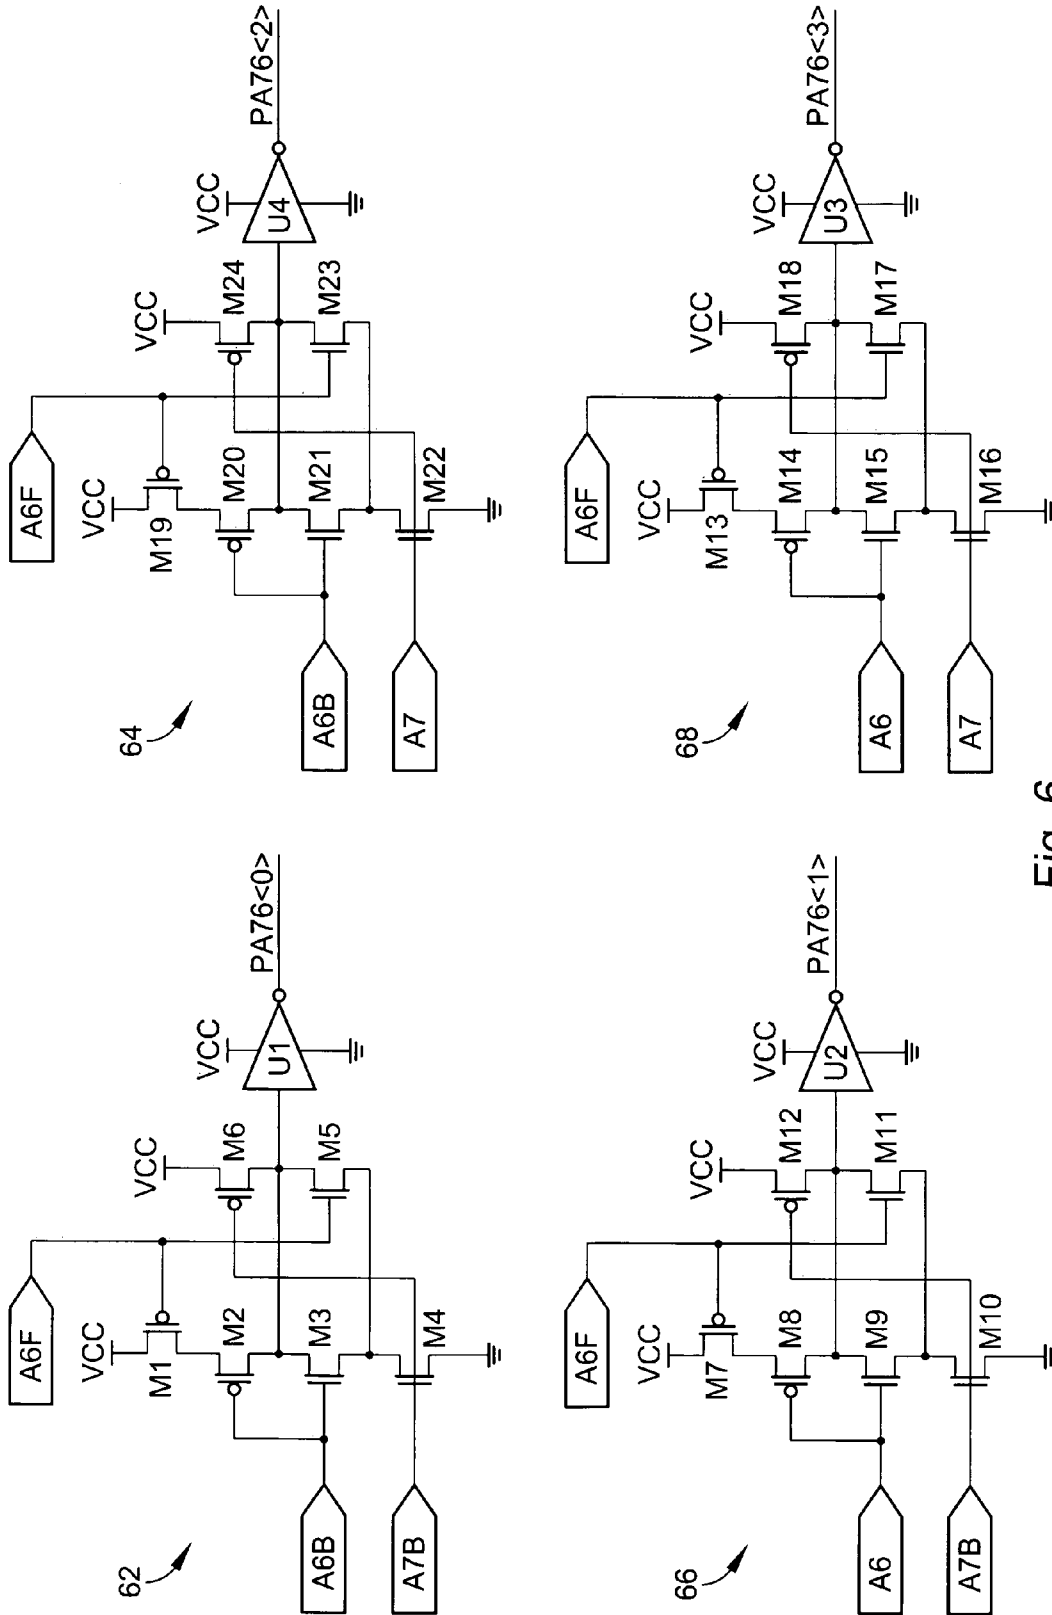 62
A6F
VCC
VCC
VCC
M1
M2
M6
U1
PA76<0>
A6B
M3
M5
A7B
M4
64
A6F
VCC
VCC
VCC
M19
M20
M24
U4
PA76<2>
A6B
M21
M23
A7
M22
66
A6F
VCC
VCC
VCC
M7
M8
M12
U2
PA76<1>
A6
M9
M11
A7B
M10
68
A6F
VCC
VCC
VCC
M13
M14
M18
U3
PA76<3>
A6
M15
M17
A7
M16
Fig. 6